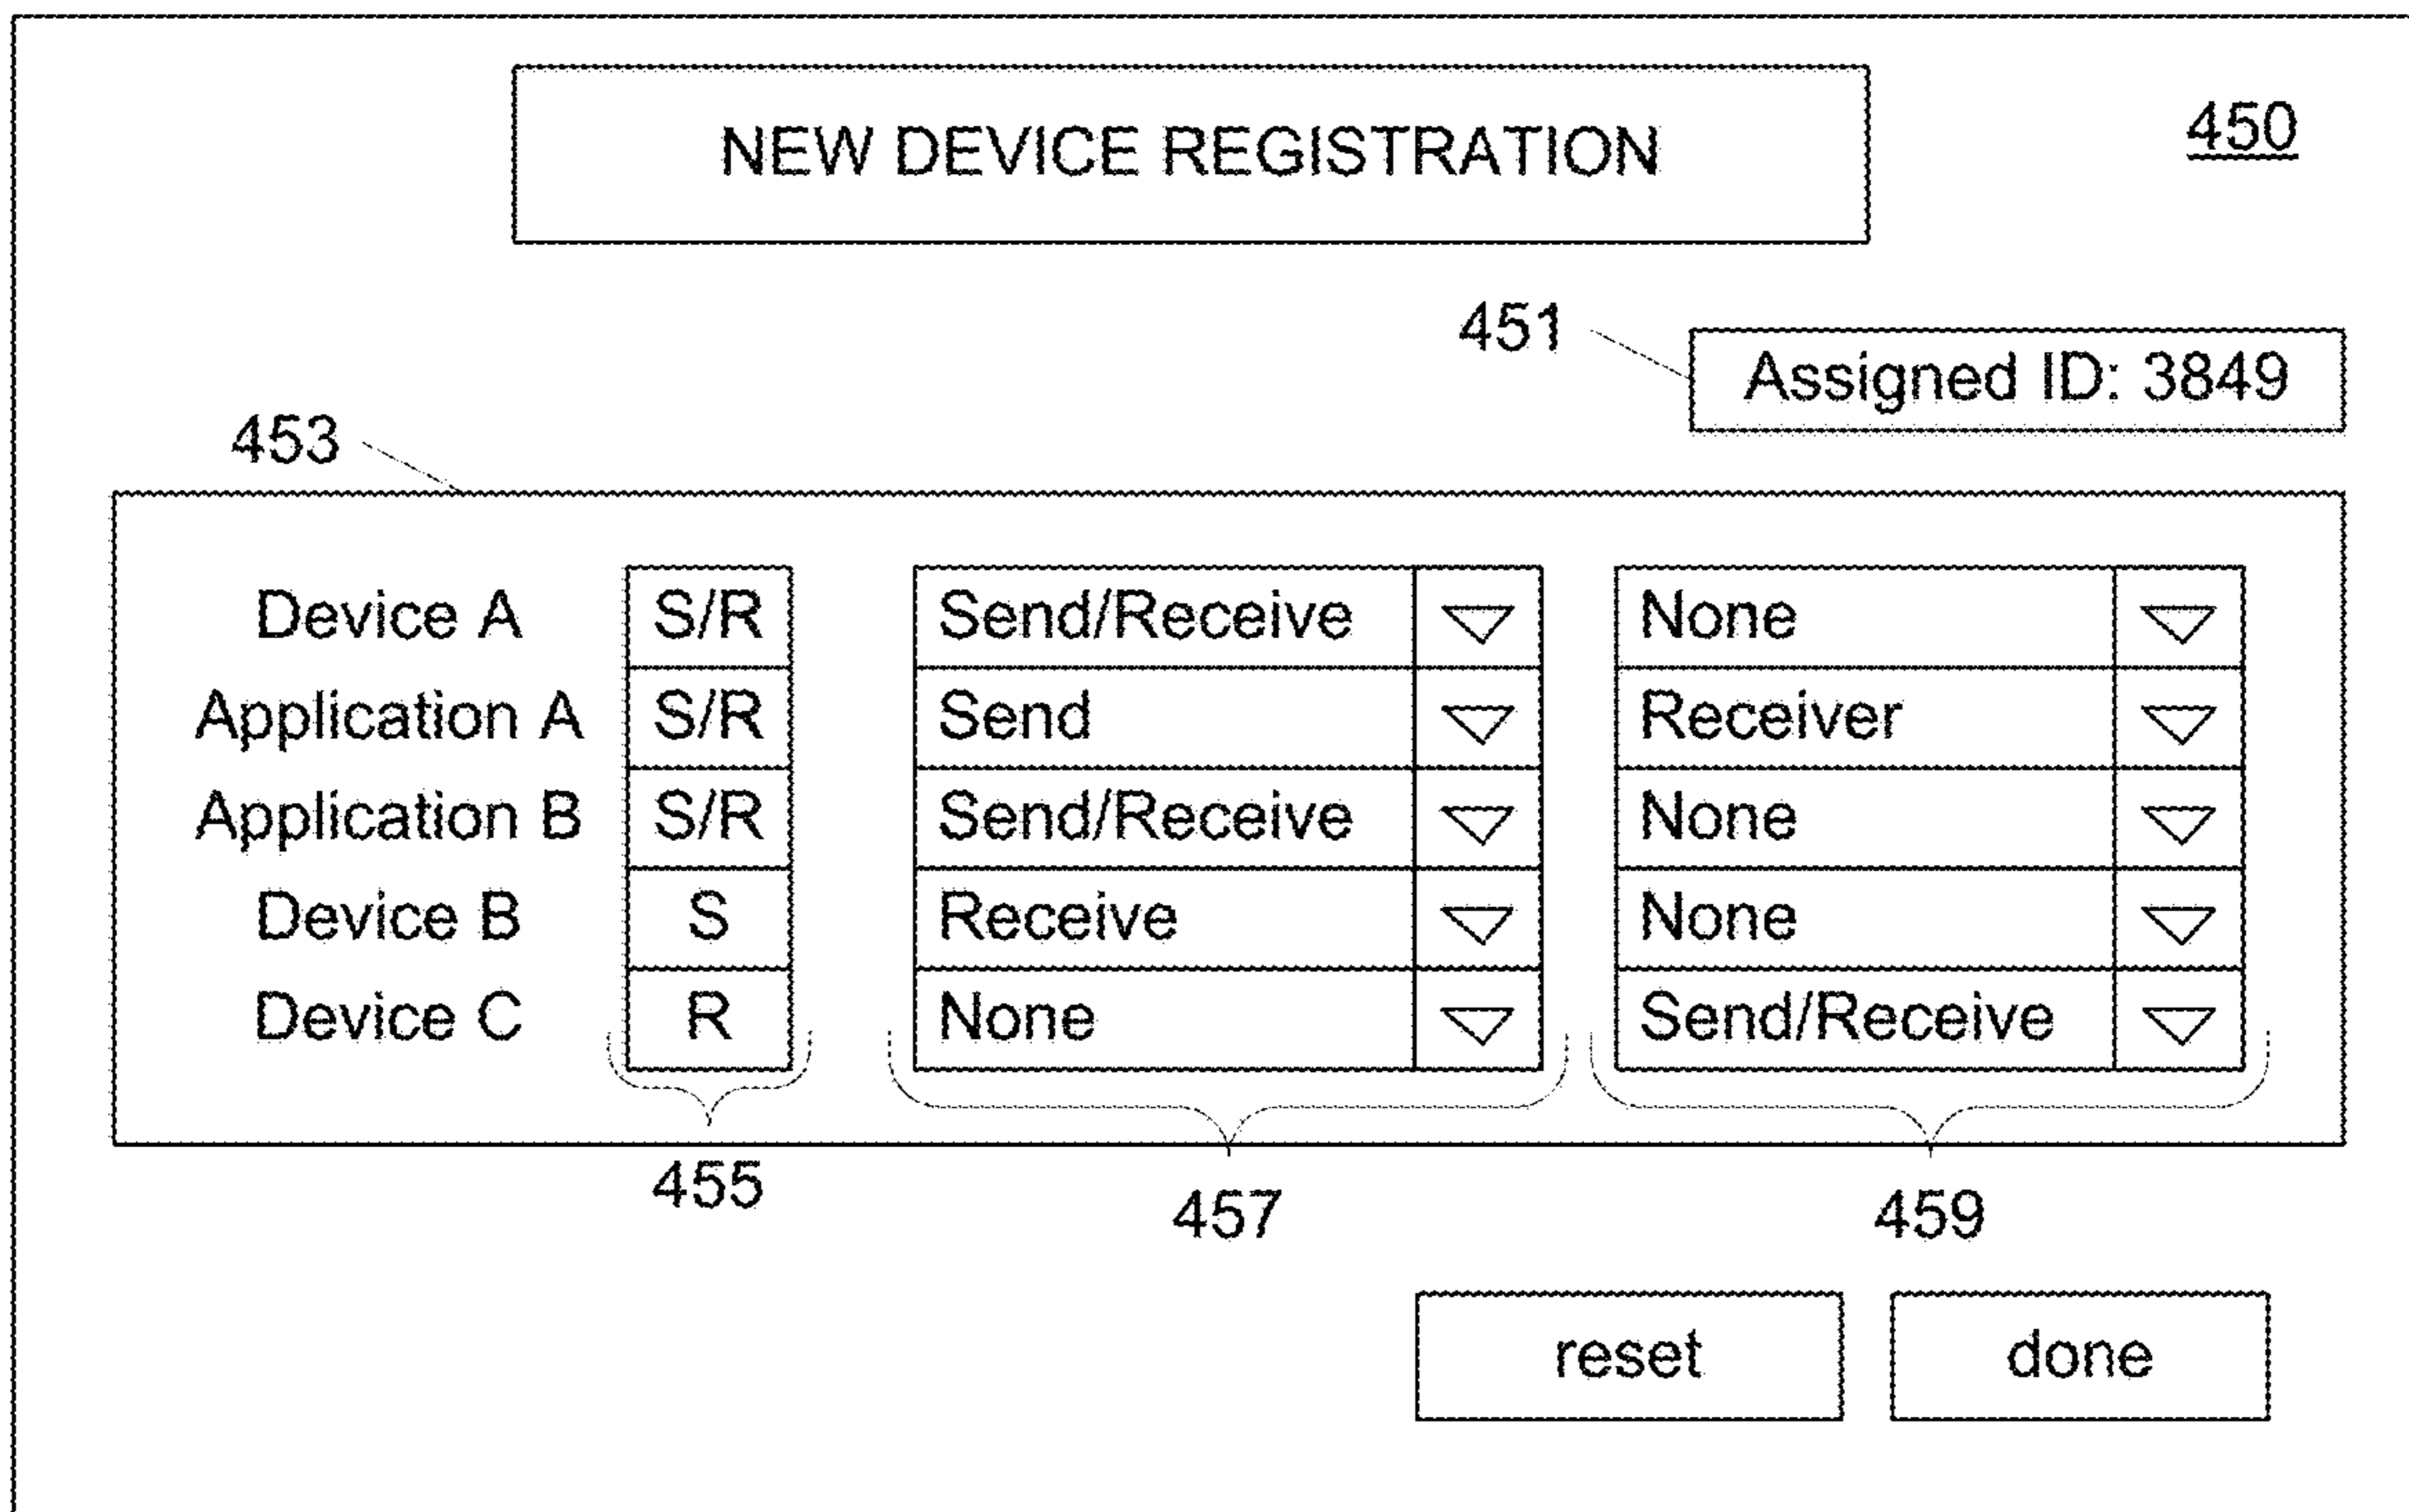 NEW DEVICE REGISTRATION
450
451
Assigned ID: 3849
453
Device A S/R Send/Receive None
Application A S/R Send Receiver
Application B S/R Send/Receive None
Device B S Receive None
Device C R None Send/Receive
455
457
459
reset done